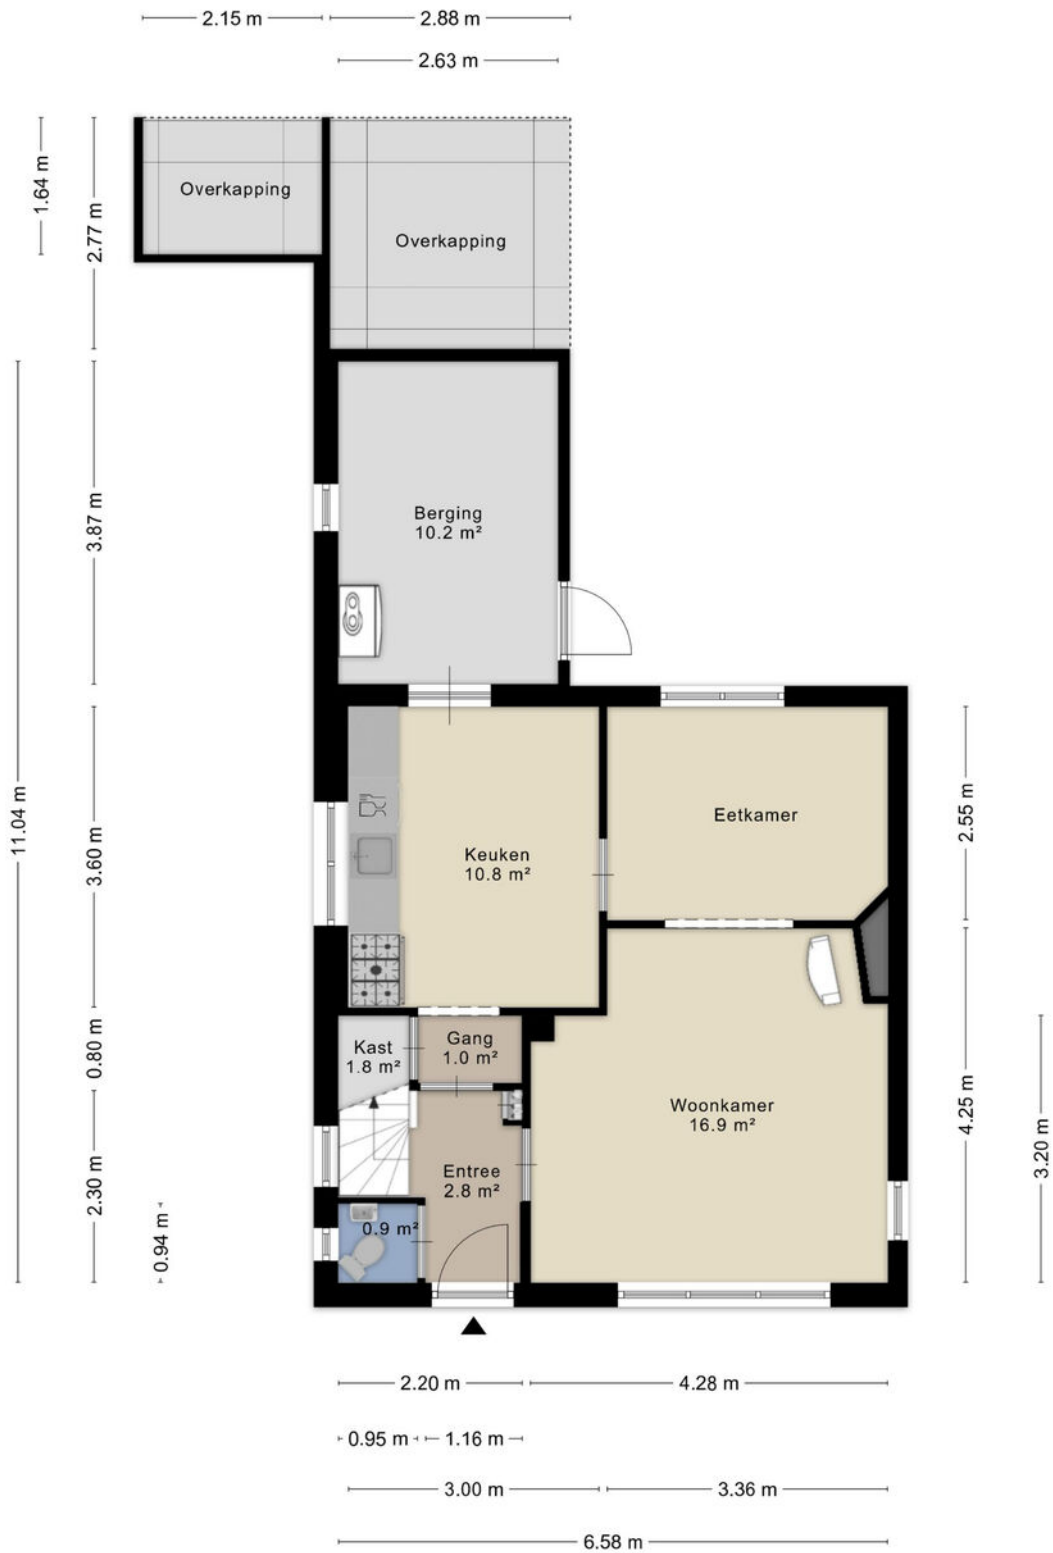 2.15 m
2.88 m
2.63 m
1.64 m
2.77 m
Overkapping
Overkapping
11.04 m
3.87 m
Berging
10.2 m²
3.60 m
Keuken
10.8 m²
Eetkamer
2.55 m
0.80 m
Kast
1.8 m²
Gang
1.0 m²
Woonkamer
16.9 m²
4.25 m
3.20 m
2.30 m
0.94 m
Entree
2.8 m²
0.9 m²
2.20 m
4.28 m
0.95 m
1.16 m
3.00 m
3.36 m
6.58 m